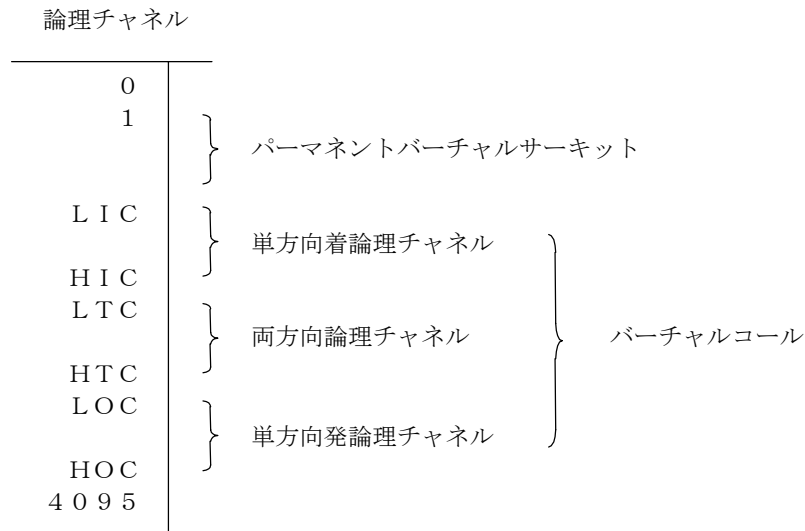 論理チャネル
０
１
パーマネントバーチャルサーキット
ＬＩＣ
単方向着論理チャネル
ＨＩＣ
ＬＴＣ
両方向論理チャネル
バーチャルコール
ＨＴＣ
ＬＯＣ
単方向発論理チャネル
ＨＯＣ
４０９５